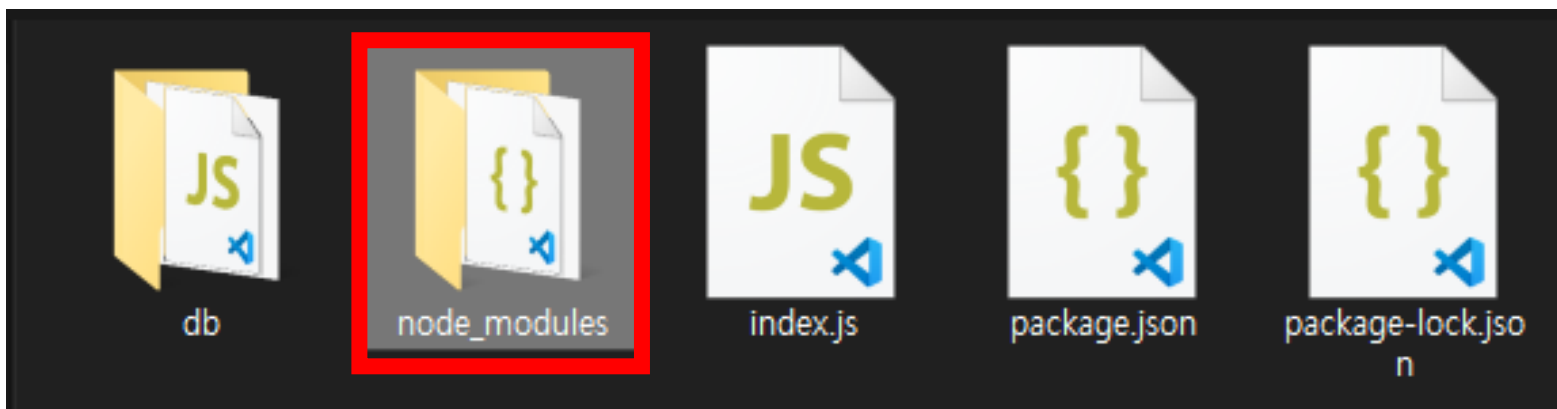 JS
{ }
JS
{ }
{ }
db
node_modules
index.js
package.json
package-lock.jso
n